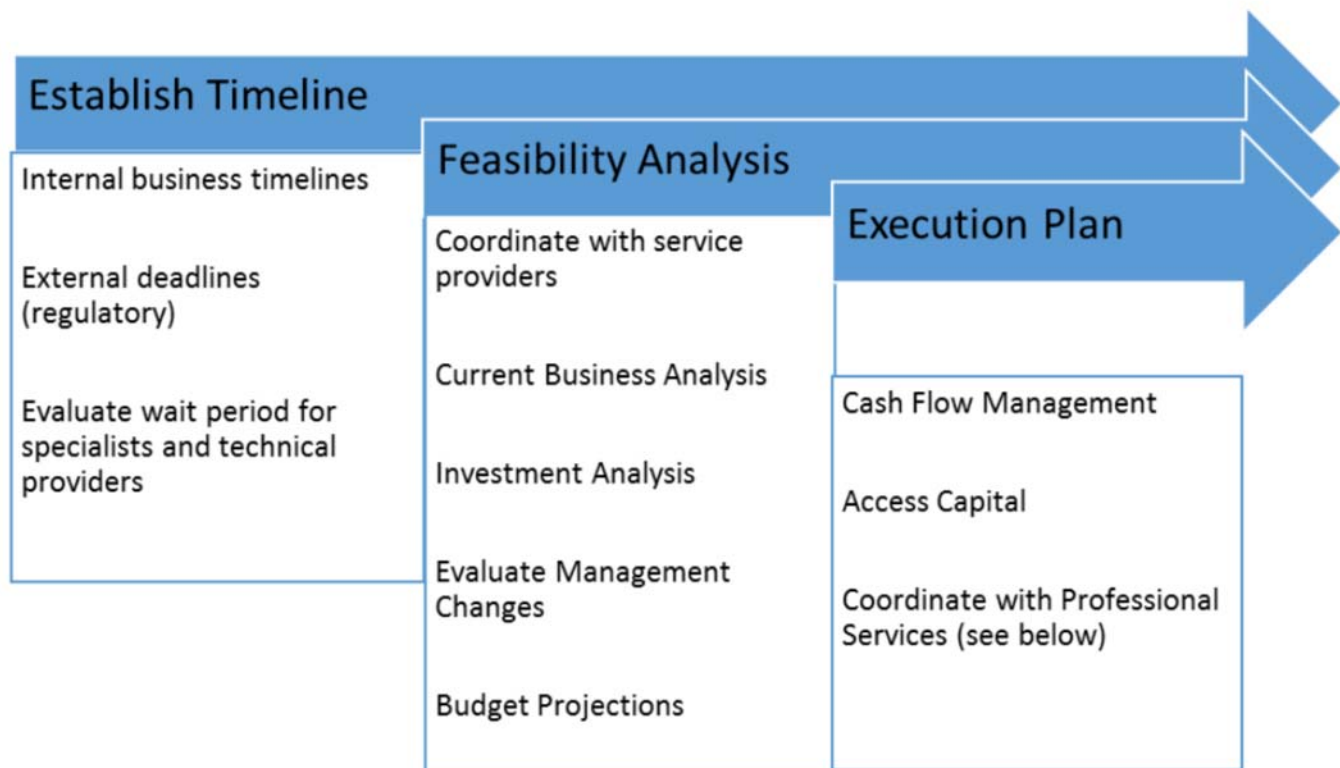 Establish Timeline
Internal business timelines
External deadlines
(regulatory)
Evaluate wait period for
specialists and technical
providers
Feasibility Analysis
Coordinate with service
providers
Current Business Analysis
Investment Analysis
Evaluate Management
Changes
Budget Projections
Execution Plan
Cash Flow Management
Access Capital
Coordinate with Professional
Services (see below)